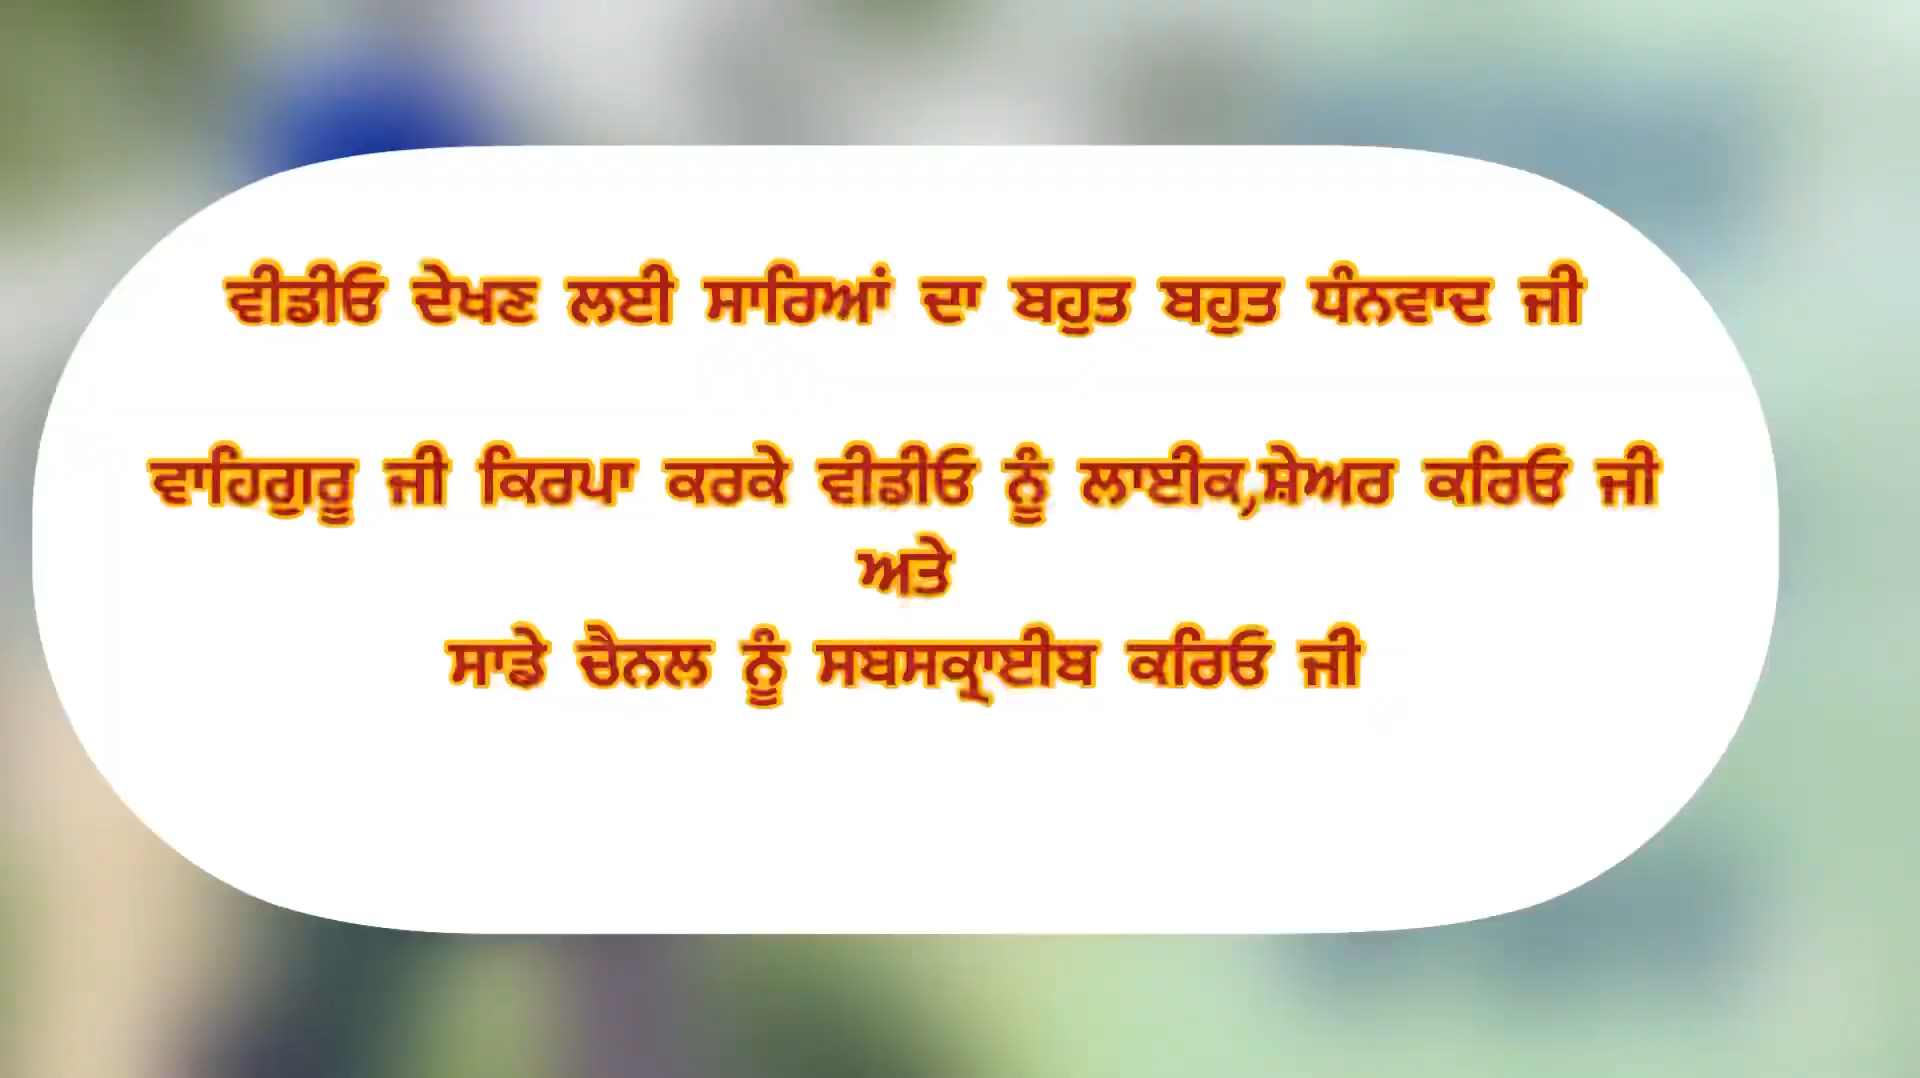 ਵੀਡੀਓ ਦੇਖਣ ਲਈ ਸਾਰਿਆਂ ਦਾ ਬਹੁਤ ਬਹੁਤ ਧੰਨਵਾਦ ਜੀ
ਵਾਹਿਗੁਰੂ ਜੀ ਕਿਰਪਾ ਕਰਕੇ ਵੀਡੀਓ ਨੂੰ ਲਾਈਕ,ਸ਼ੇਅਰ ਕਰਿਓ ਜੀ
ਅਤੇ
ਸਾਡੇ ਚੈਨਲ ਨੂੰ ਸਬਸਕ੍ਰਾਈਬ ਕਰਿਓ ਜੀ